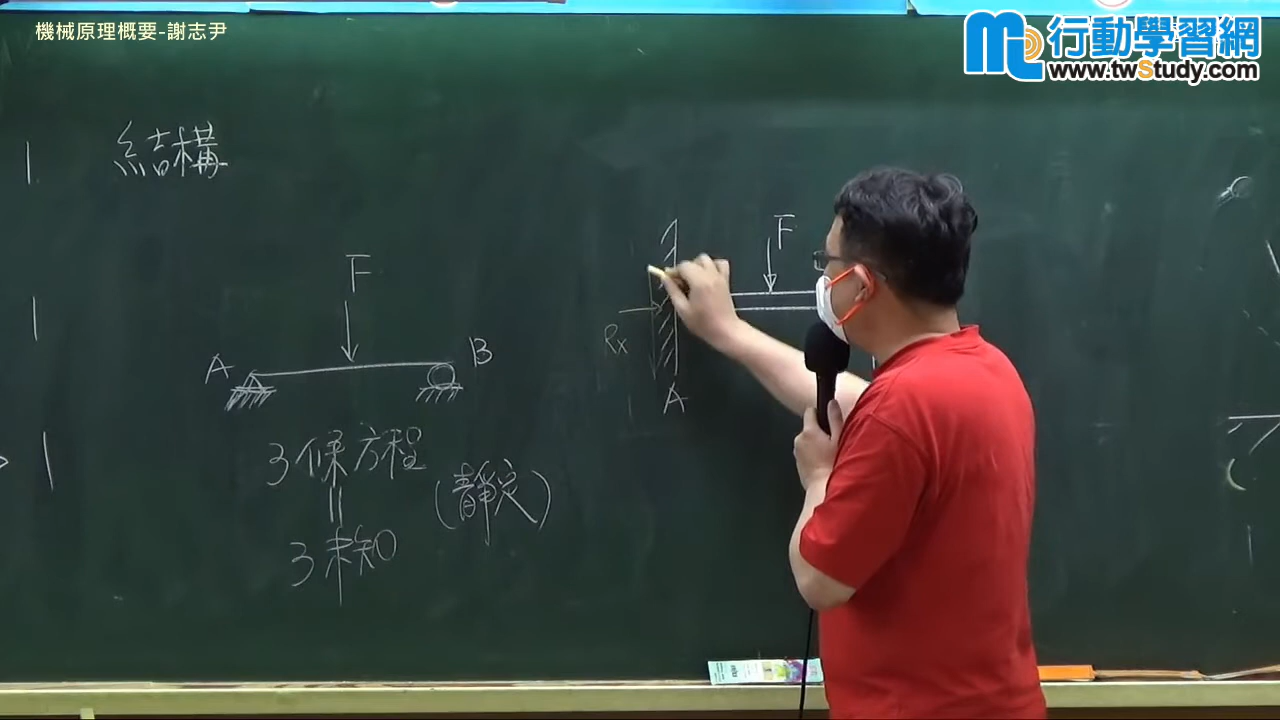 機械原理概要-謝志尹
行動學習網
www.twStudy.com
1. 結構
F
A
B
3條方程
=
3未知
(靜定)
F
Rx
A